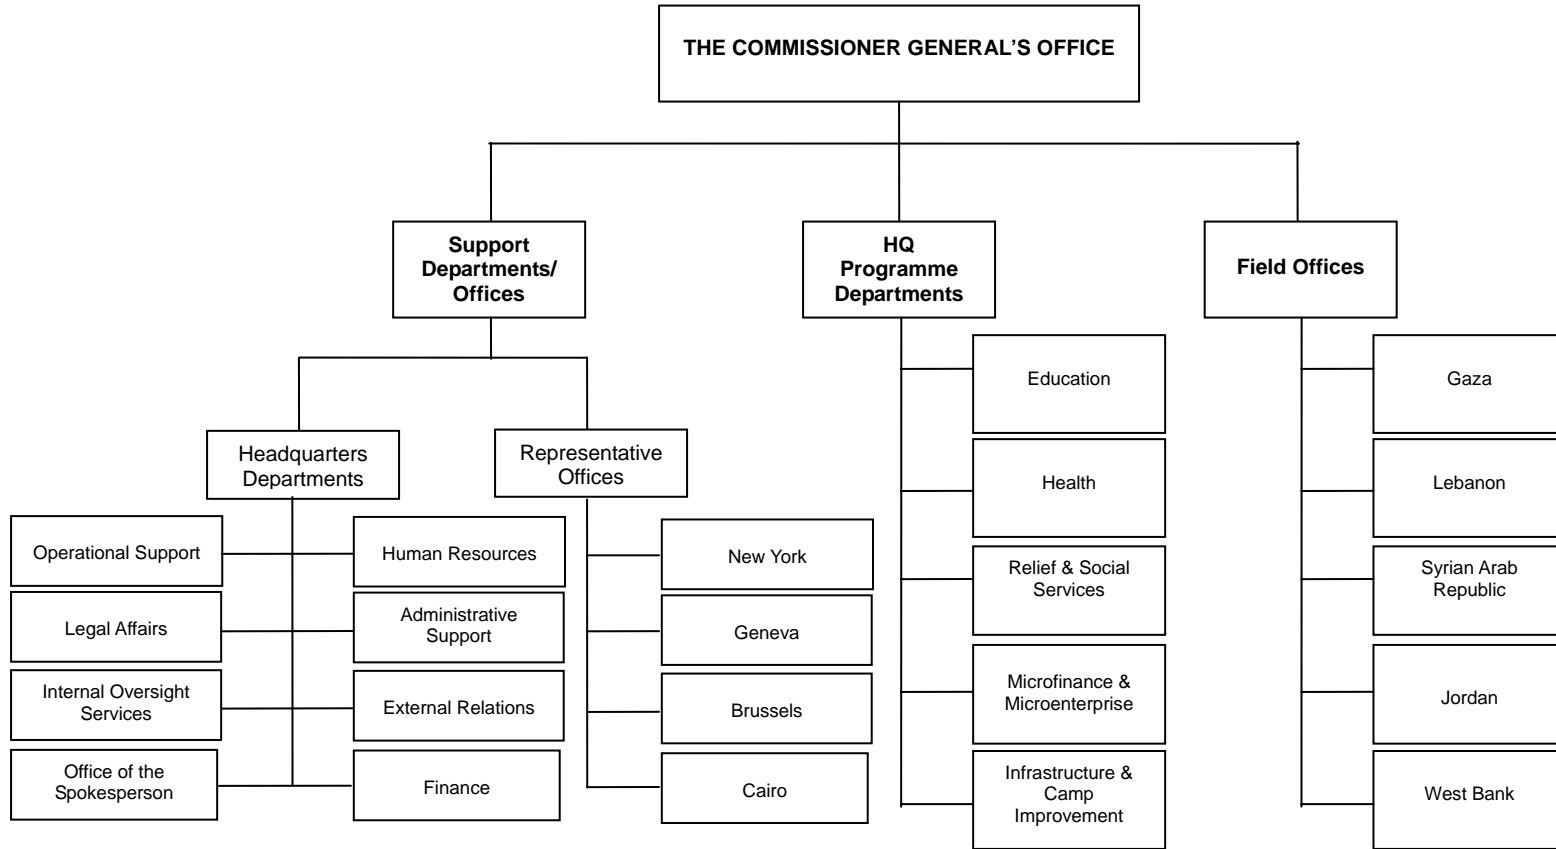 THE COMMISSIONER GENERAL’S OFFICE
Support
Departments/
Offices
HQ
Programme
Departments
Field Offices
Headquarters
Departments
Representative
Offices
Operational Support
Human Resources
Legal Affairs
Administrative
Support
Internal Oversight
Services
External Relations
Office of the
Spokesperson
Finance
New York
Geneva
Brussels
Cairo
Education
Health
Relief & Social
Services
Microfinance &
Microenterprise
Infrastructure &
Camp
Improvement
Gaza
Lebanon
Syrian Arab
Republic
Jordan
West Bank